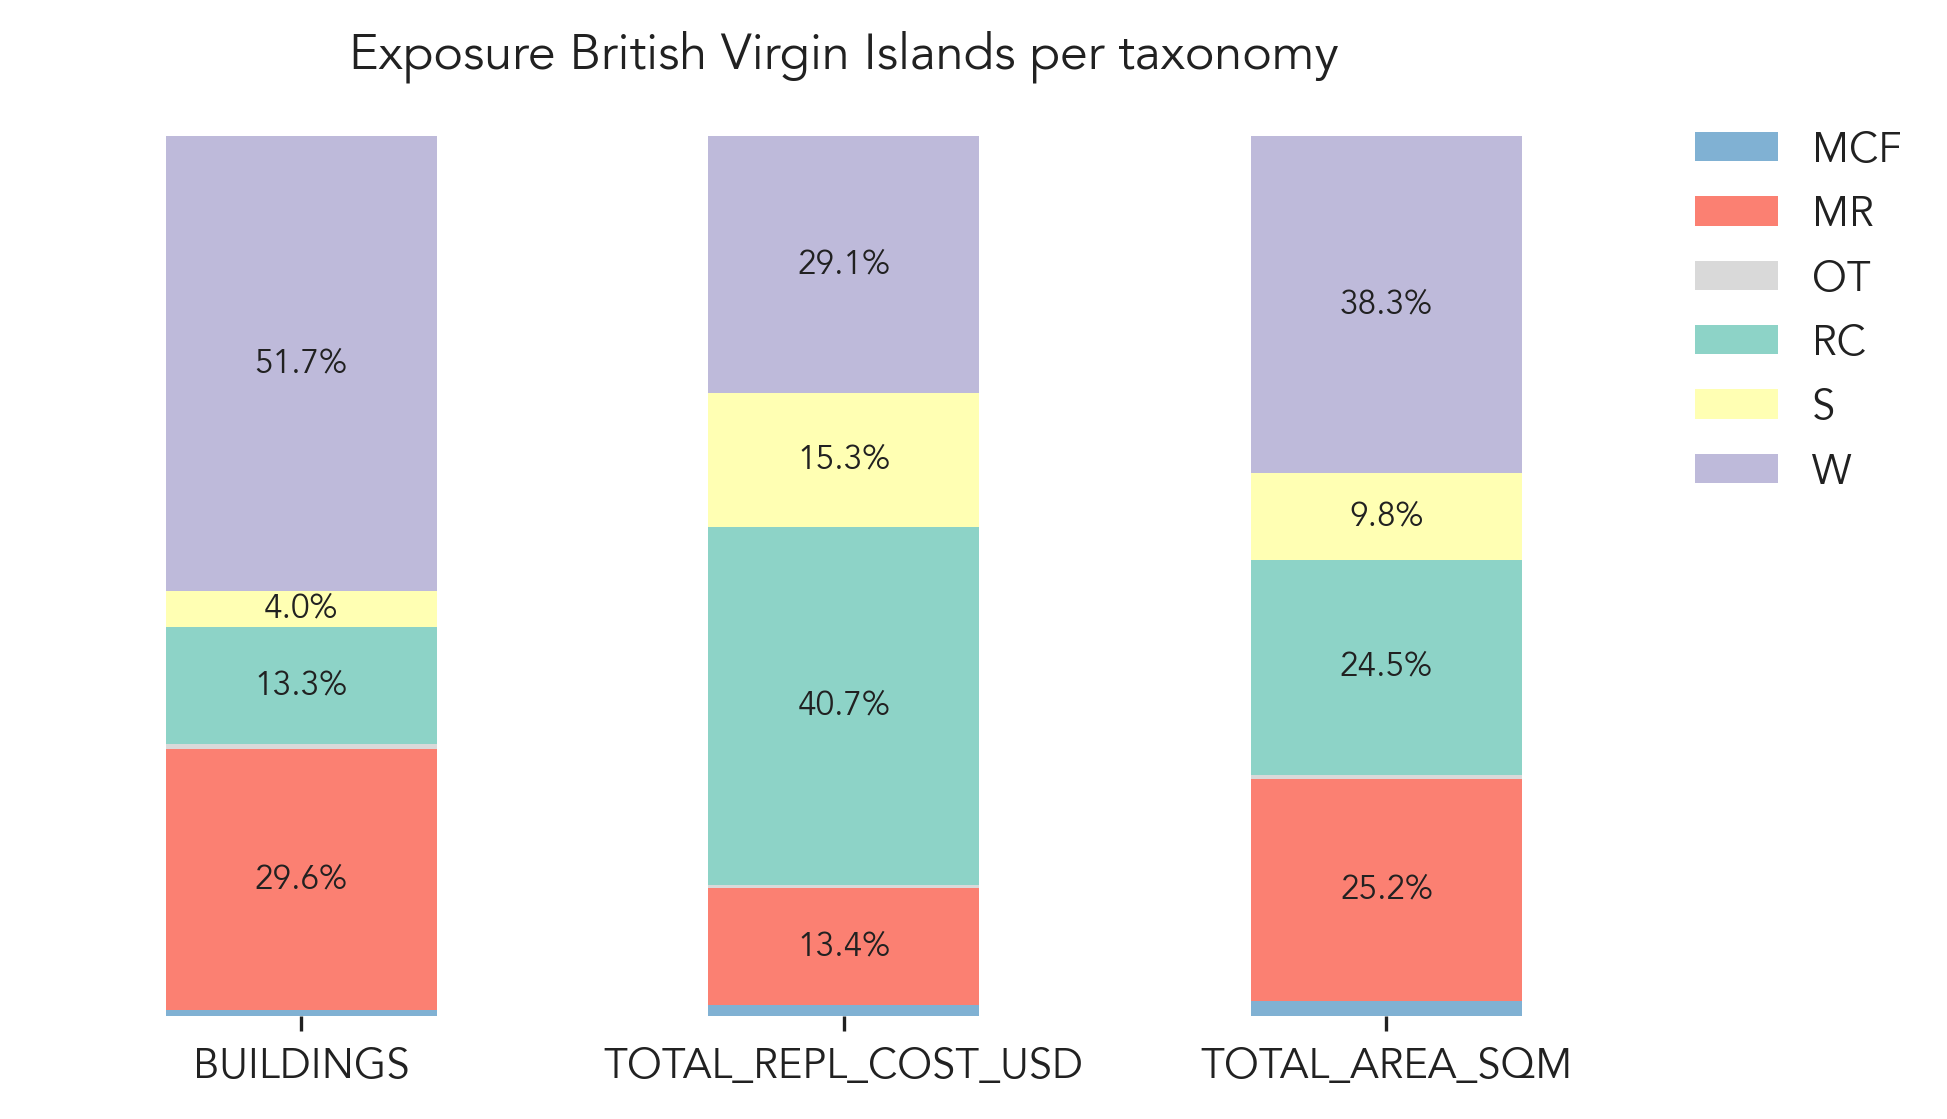 Exposure British Virgin Islands per taxonomy
51.7%
4.0%
13.3%
29.6%
29.1%
15.3%
40.7%
13.4%
38.3%
9.8%
24.5%
25.2%
MCF
MR
OT
RC
S
W
BUILDINGS
TOTAL_REPL_COST_USD
TOTAL_AREA_SQM